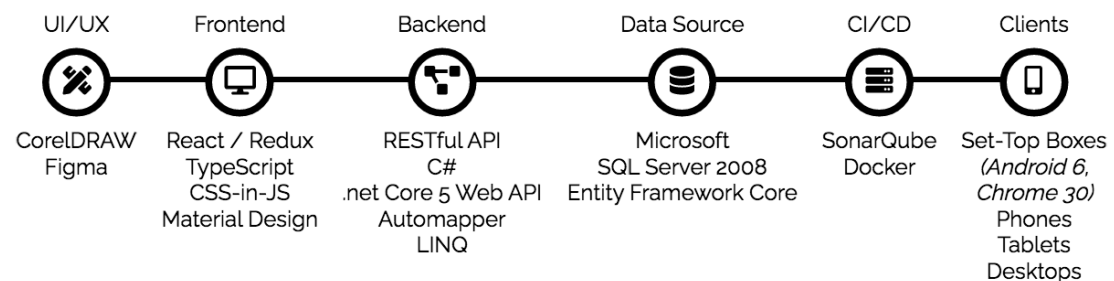 UI/UX
CorelDRAW
Figma
Frontend
React / Redux
TypeScript
CSS-in-JS
Material Design
Backend
RESTful API
C#
.net Core 5 Web API
Automapper
LINQ
Data Source
Microsoft
SQL Server 2008
Entity Framework Core
CI/CD
SonarQube
Docker
Clients
Set-Top Boxes
(Android 6,
Chrome 30)
Phones
Tablets
Desktops